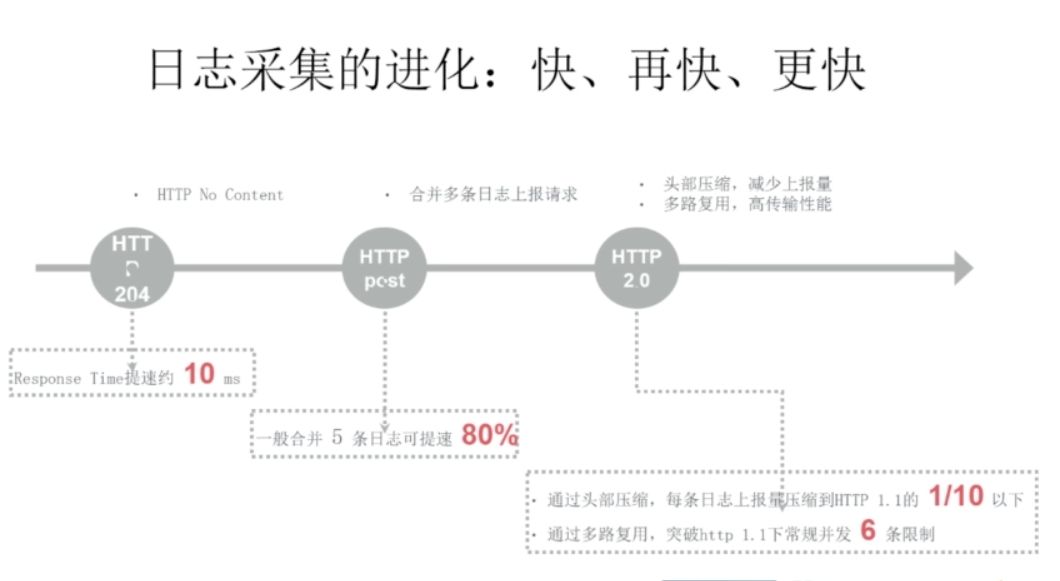 日志采集的进化：快、再快、更快
• HTTP No Content
• 合并多条日志上报请求
• 头部压缩，减少上报量
• 多路复用，高传输性能
HTT
P
204
HTTP
post
HTTP
2.0
Response Time提速约 10 ms
一般合并 5 条日志可提速 80%
• 通过头部压缩，每条日志上报量压缩到HTTP 1.1的 1/10 以下
• 通过多路复用，突破http 1.1下常规并发 6 条限制